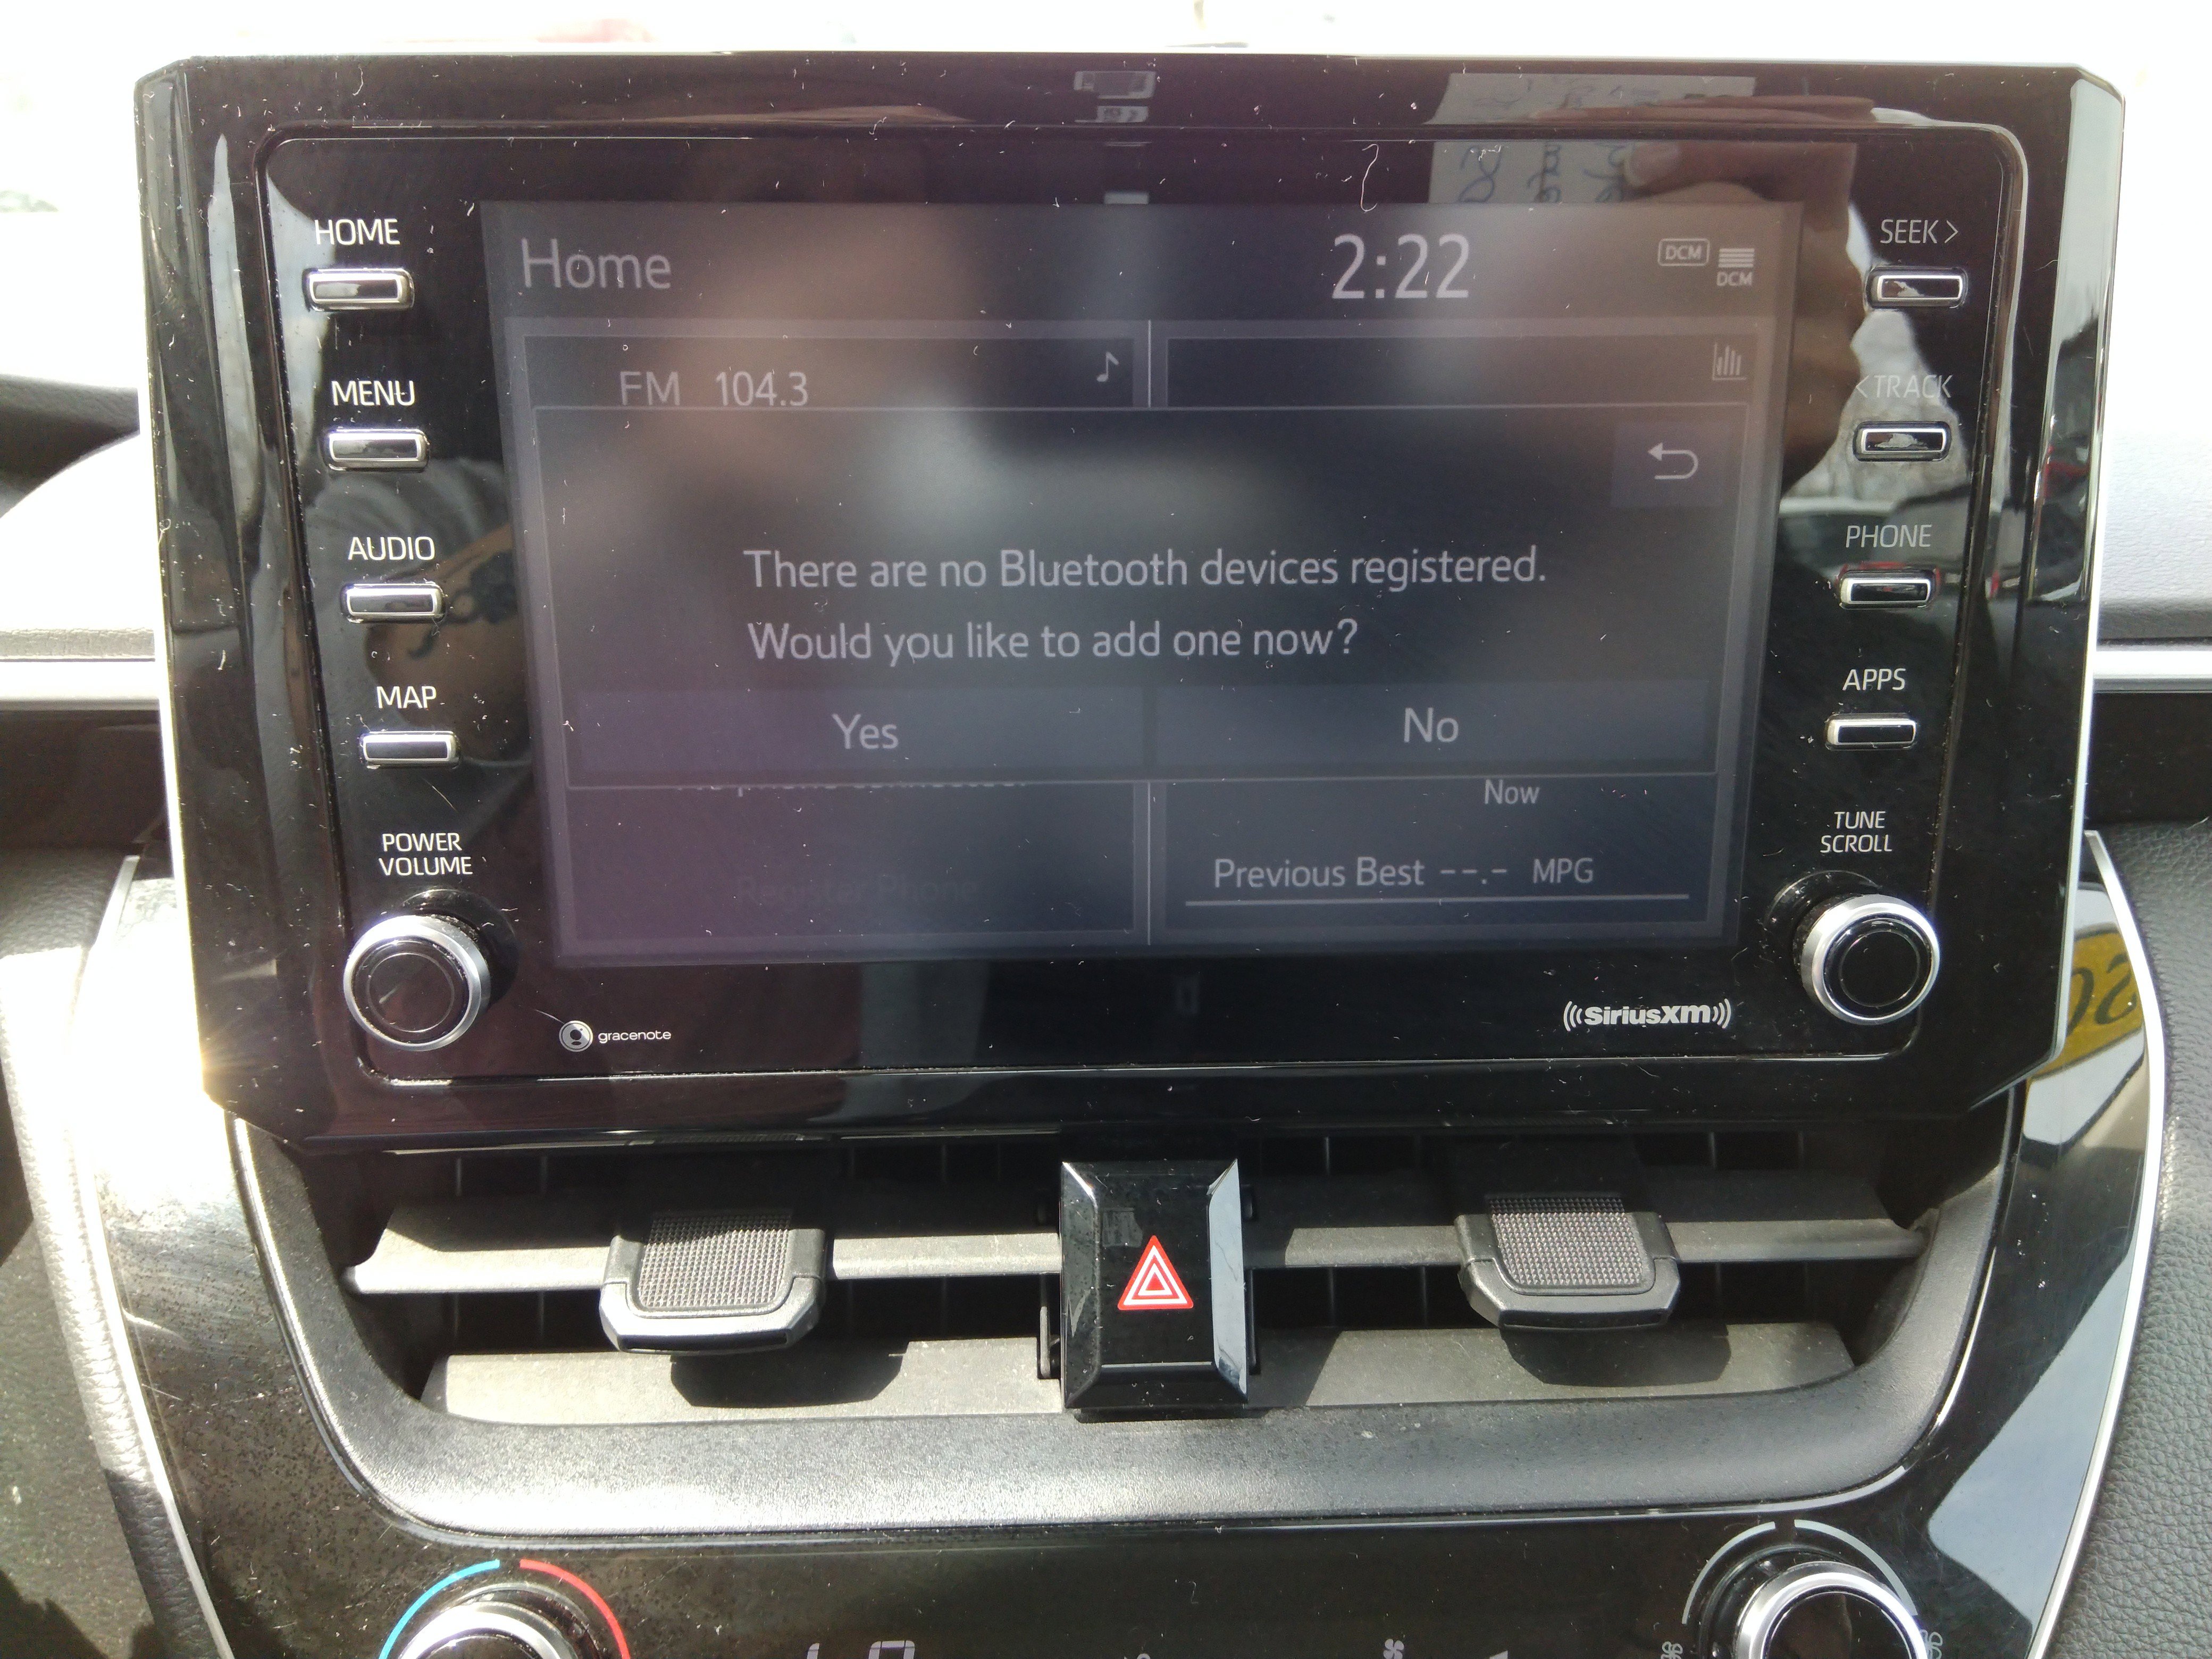 HOME
SEEK >
Home
2:22
DCM
DCM
MENU
< TRACK
FM 104.3
AUDIO
PHONE
There are no Bluetooth devices registered.
Would you like to add one now?
MAP
APPS
Yes
No
Now
POWER
VOLUME
TUNE
SCROLL
Previous Best --.- MPG
Register Phone
gracenote
SiriusXM